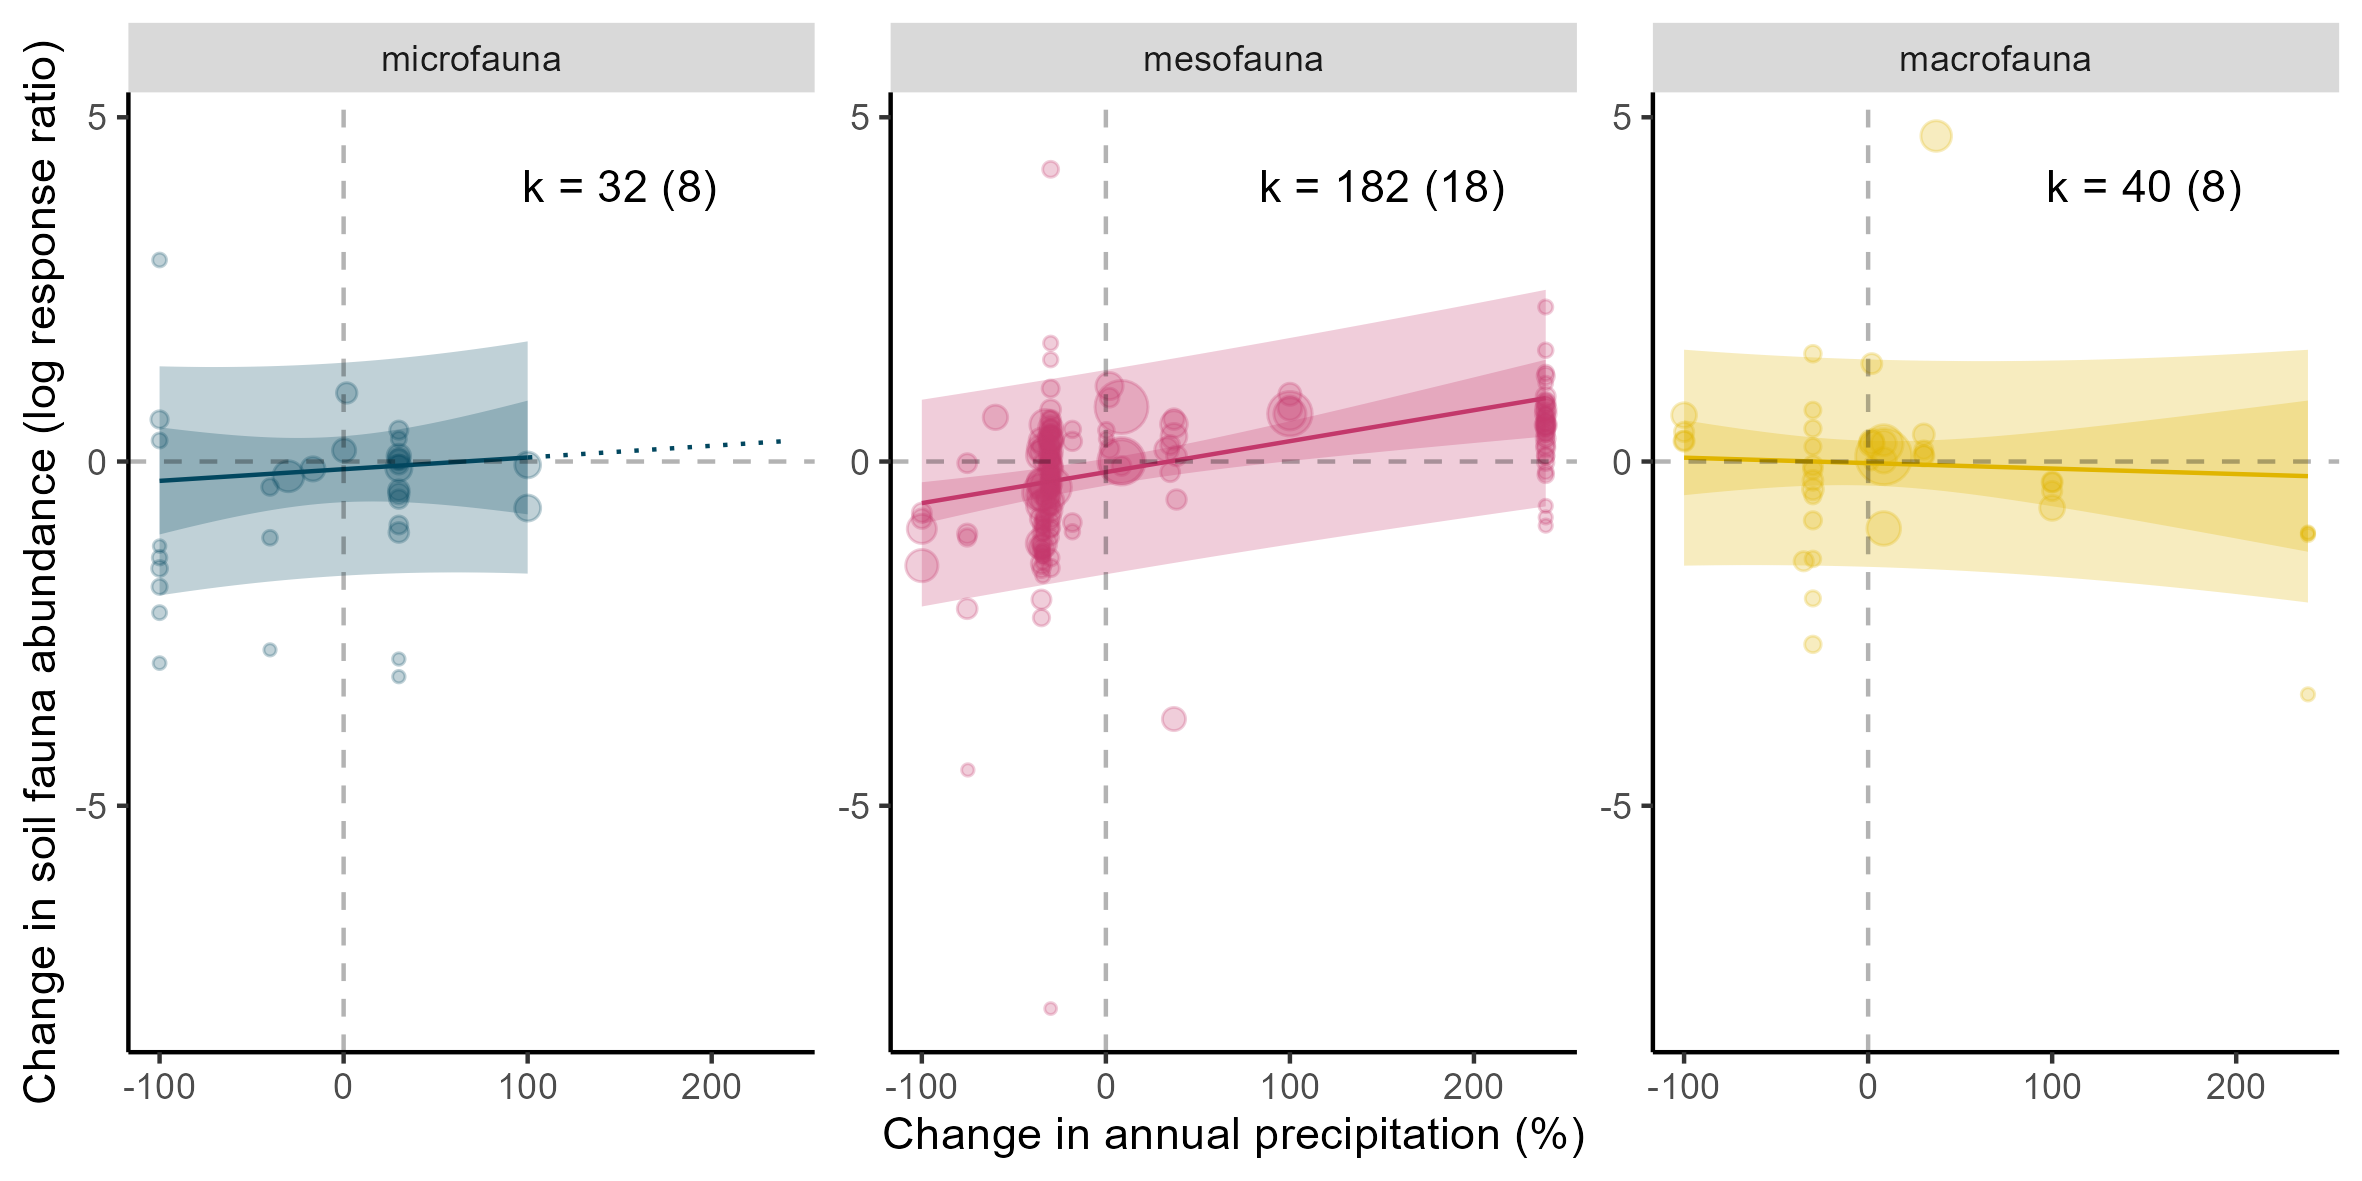 microfauna
mesofauna
macrofauna
Change in soil fauna abundance (log response ratio)
5
0
-5
k = 32 (8)
5
0
-5
k = 182 (18)
5
0
-5
k = 40 (8)
-100 0 100 200
-100 0 100 200
-100 0 100 200
Change in annual precipitation (%)